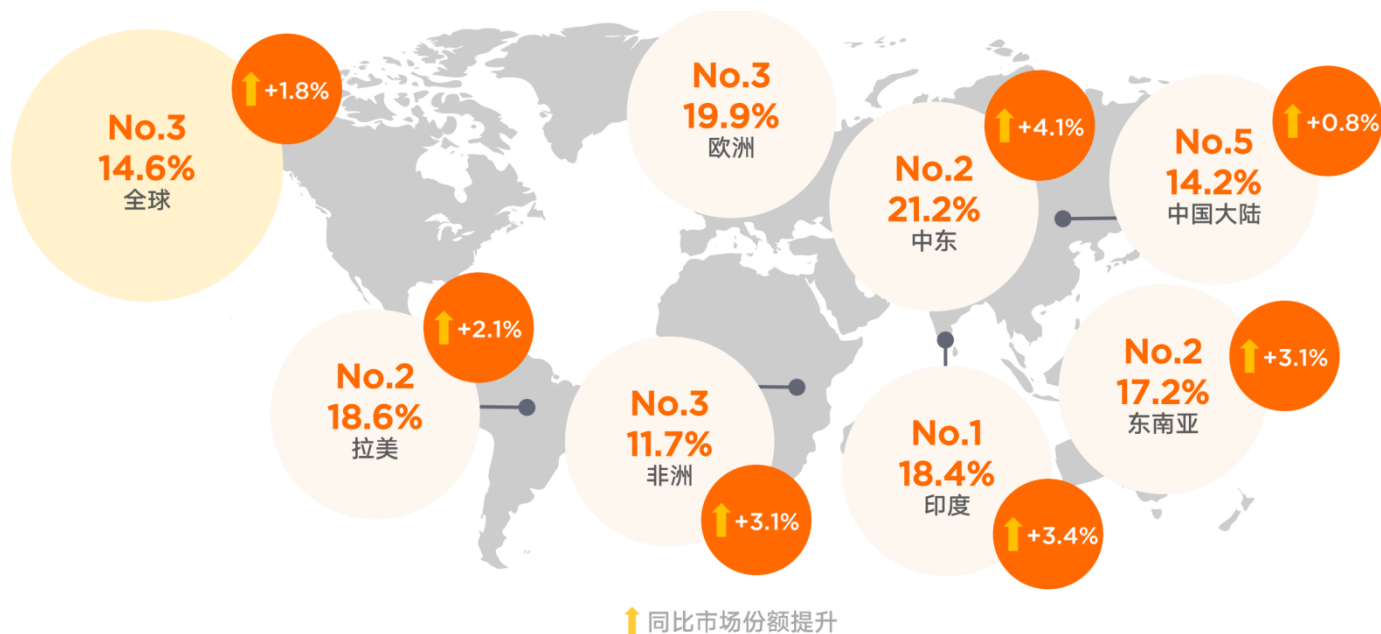 No.3
14.6%
全球
+1.8%
No.3
19.9%
欧洲
No.2
21.2%
中东
+4.1%
No.5
14.2%
中国大陆
+0.8%
No.2
18.6%
拉美
+2.1%
No.3
11.7%
非洲
+3.1%
No.1
18.4%
印度
+3.4%
No.2
17.2%
东南亚
+3.1%
同比市场份额提升